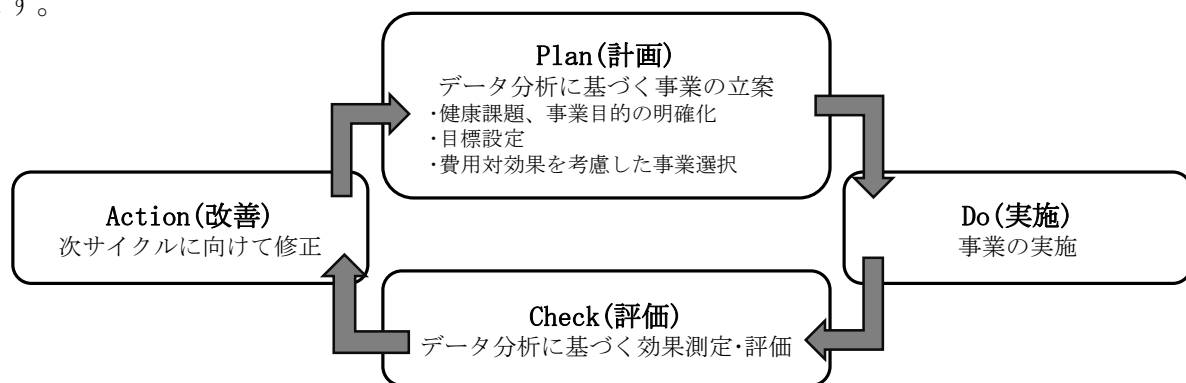 す。
Plan(計画)
データ分析に基づく事業の立案
･健康課題、事業目的の明確化
･目標設定
･費用対効果を考慮した事業選択
Action(改善)
次サイクルに向けて修正
Do(実施)
事業の実施
Check(評価)
データ分析に基づく効果測定･評価